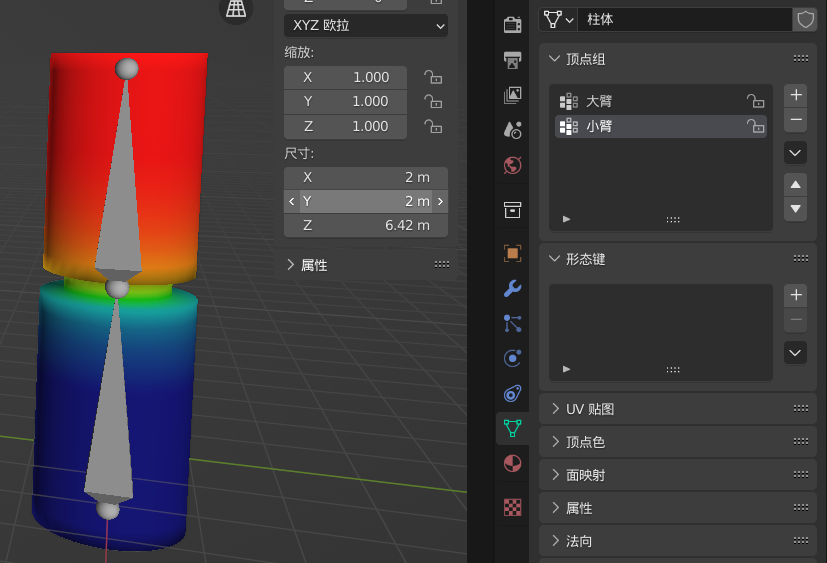 XYZ 欧拉
缩放:
X 1.000
Y 1.000
Z 1.000
尺寸:
X 2 m
Y 2 m
Z 6.42 m
属性
柱体
顶点组
大臂
小臂
形态键
UV 贴图
顶点色
面映射
属性
法向